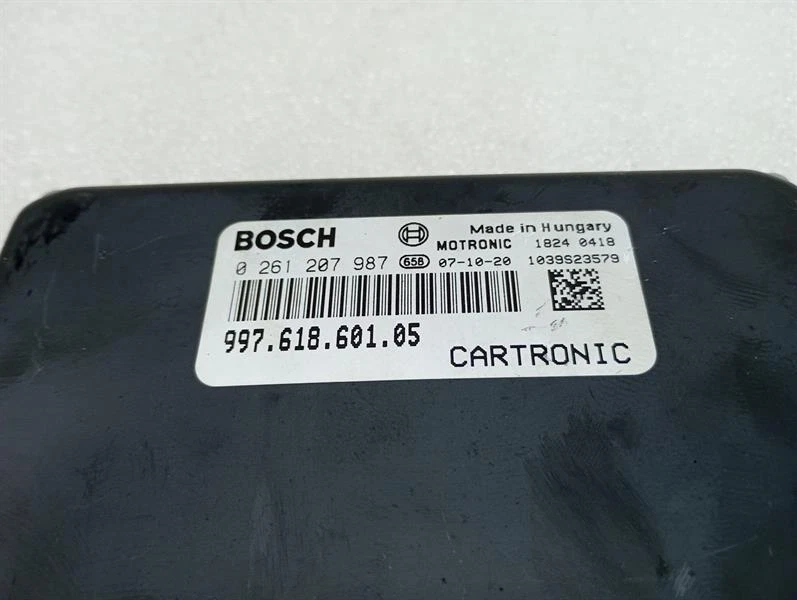 BOSCH
Made in Hungary
MOTRONIC 1824 0418
0 261 207 987 65B 07-10-20 1039S23579
997.618.601.05
CARTRONIC